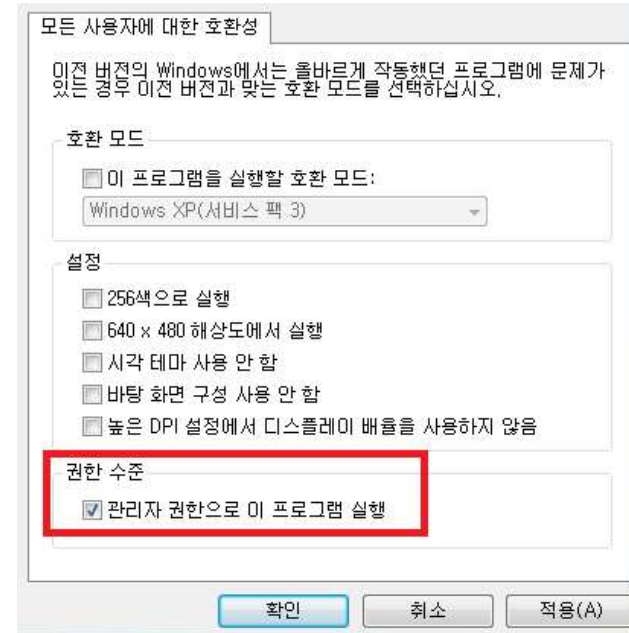 모든 사용자에 대한 호환성
이전 버전의 Windows에서는 올바르게 작동했던 프로그램에 문제가
있는 경우 이전 버전과 맞는 호환 모드를 선택하십시오.
호환 모드
이 프로그램을 실행할 호환 모드:
Windows XP(서비스 팩 3)
설정
256색으로 실행
640 x 480 해상도에서 실행
시각 테마 사용 안 함
바탕 화면 구성 사용 안 함
높은 DPI 설정에서 디스플레이 배율을 사용하지 않음
권한 수준
관리자 권한으로 이 프로그램 실행
확인
취소
적용(A)